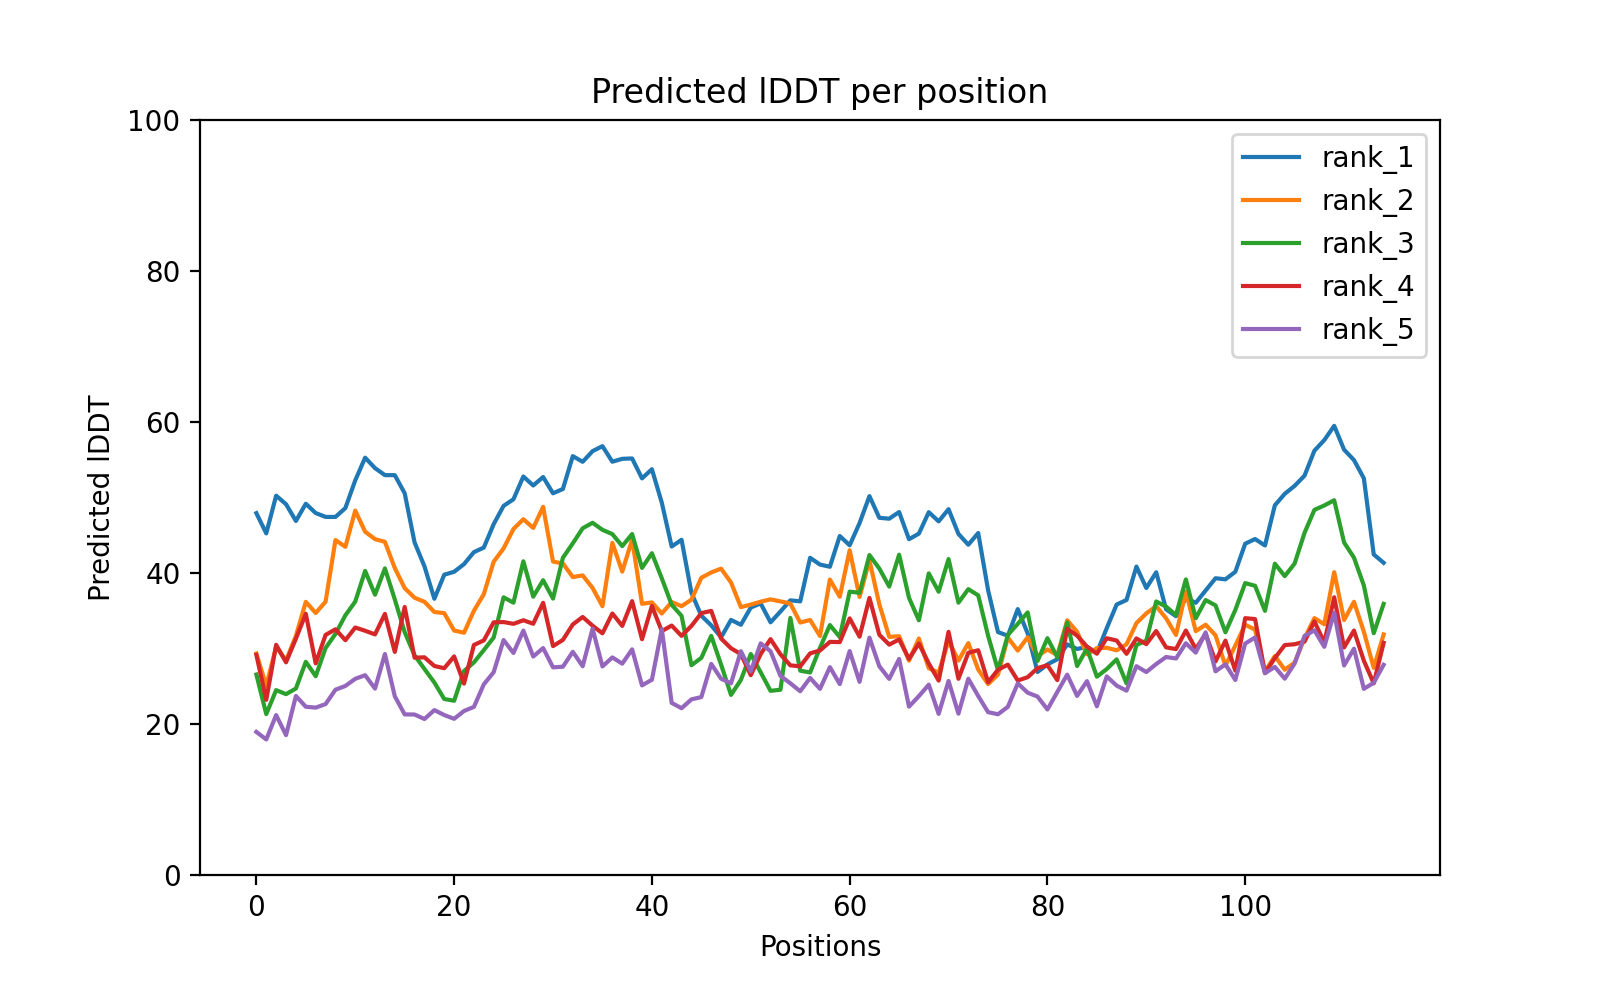 Predicted lDDT per position
100
80
60
40
20
0
Predicted lDDT
rank_1
rank_2
rank_3
rank_4
rank_5
0 20 40 60 80 100
Positions